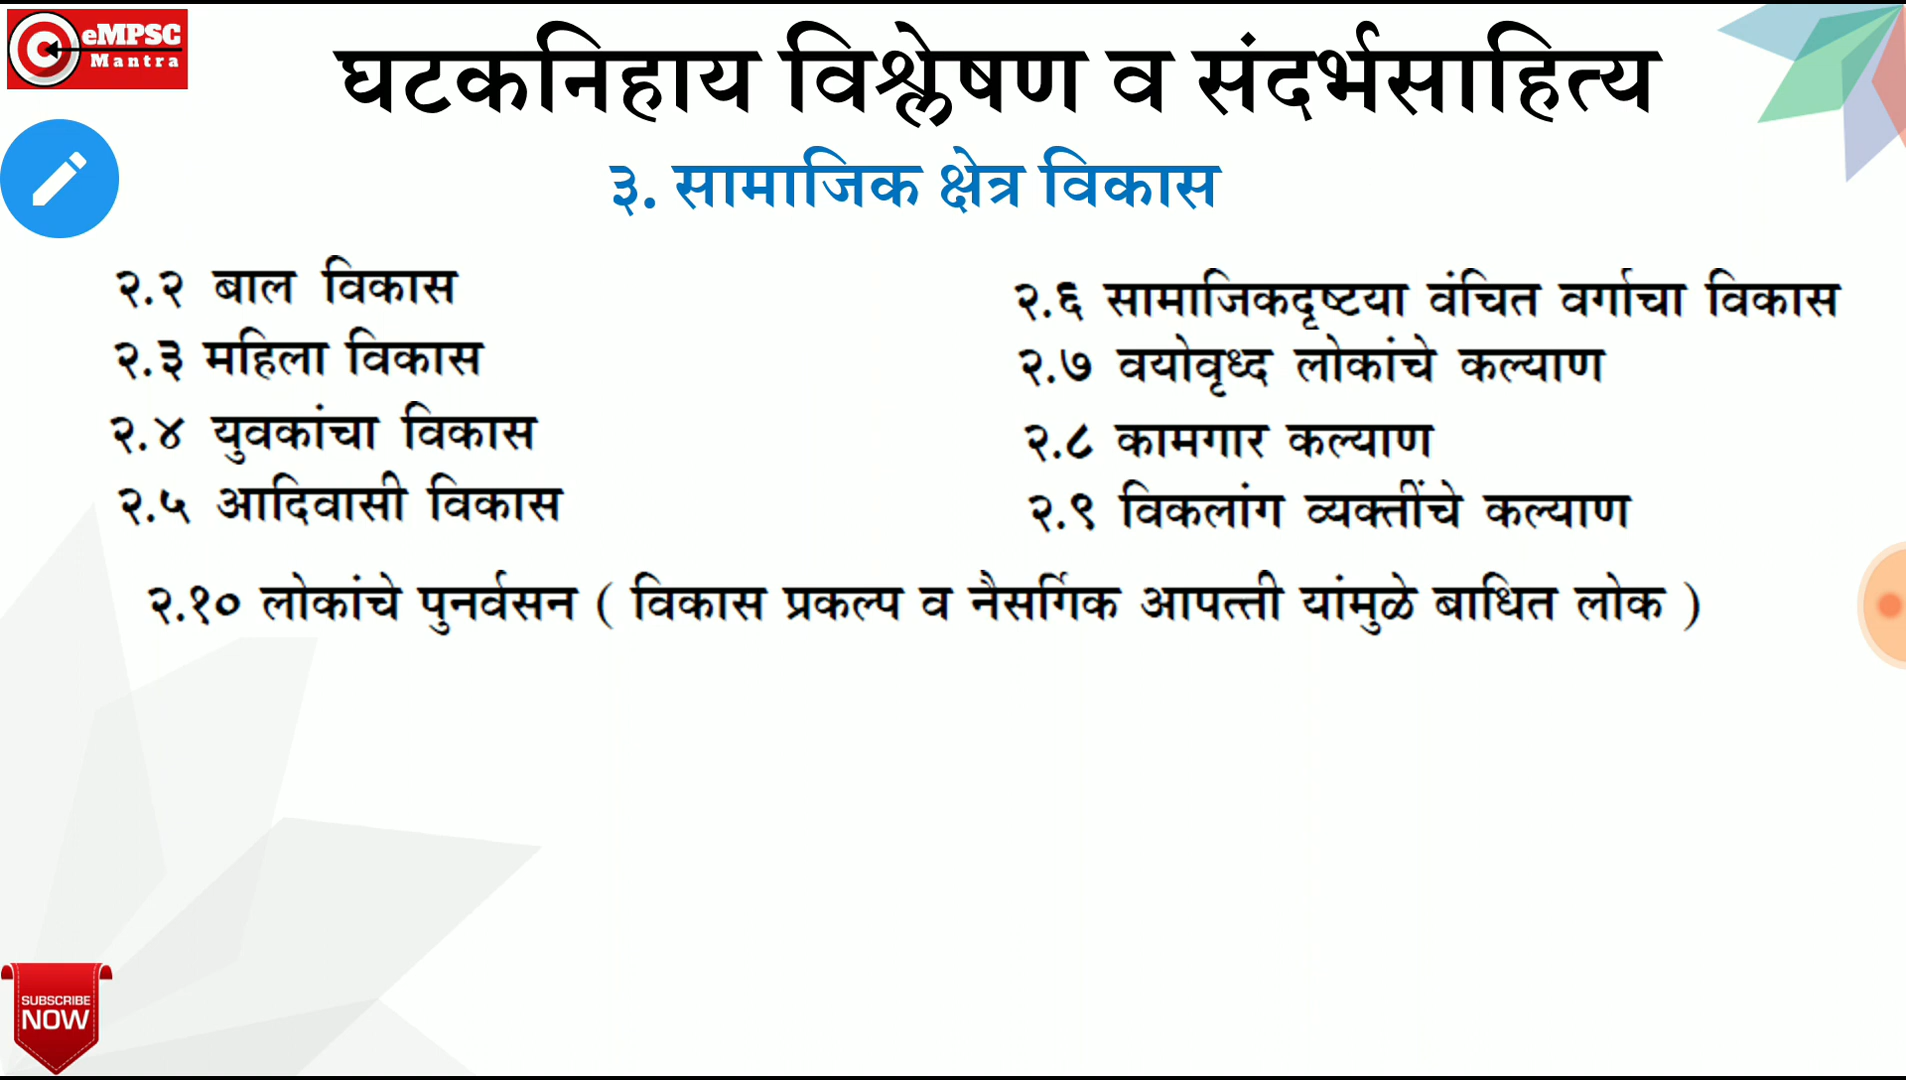 eMPSC
Mantra
घटकनिहाय विश्लेषण व संदर्भसाहित्य
३. सामाजिक क्षेत्र विकास
२.२ बाल विकास
२.३ महिला विकास
२.४ युवकांचा विकास
२.५ आदिवासी विकास
२.६ सामाजिकदृष्टया वंचित वर्गाचा विकास
२.७ वयोवृध्द लोकांचे कल्याण
२.८ कामगार कल्याण
२.९ विकलांग व्यक्तींचे कल्याण
२.१० लोकांचे पुनर्वसन ( विकास प्रकल्प व नैसर्गिक आपत्ती यांमुळे बाधित लोक )
SUBSCRIBE
NOW